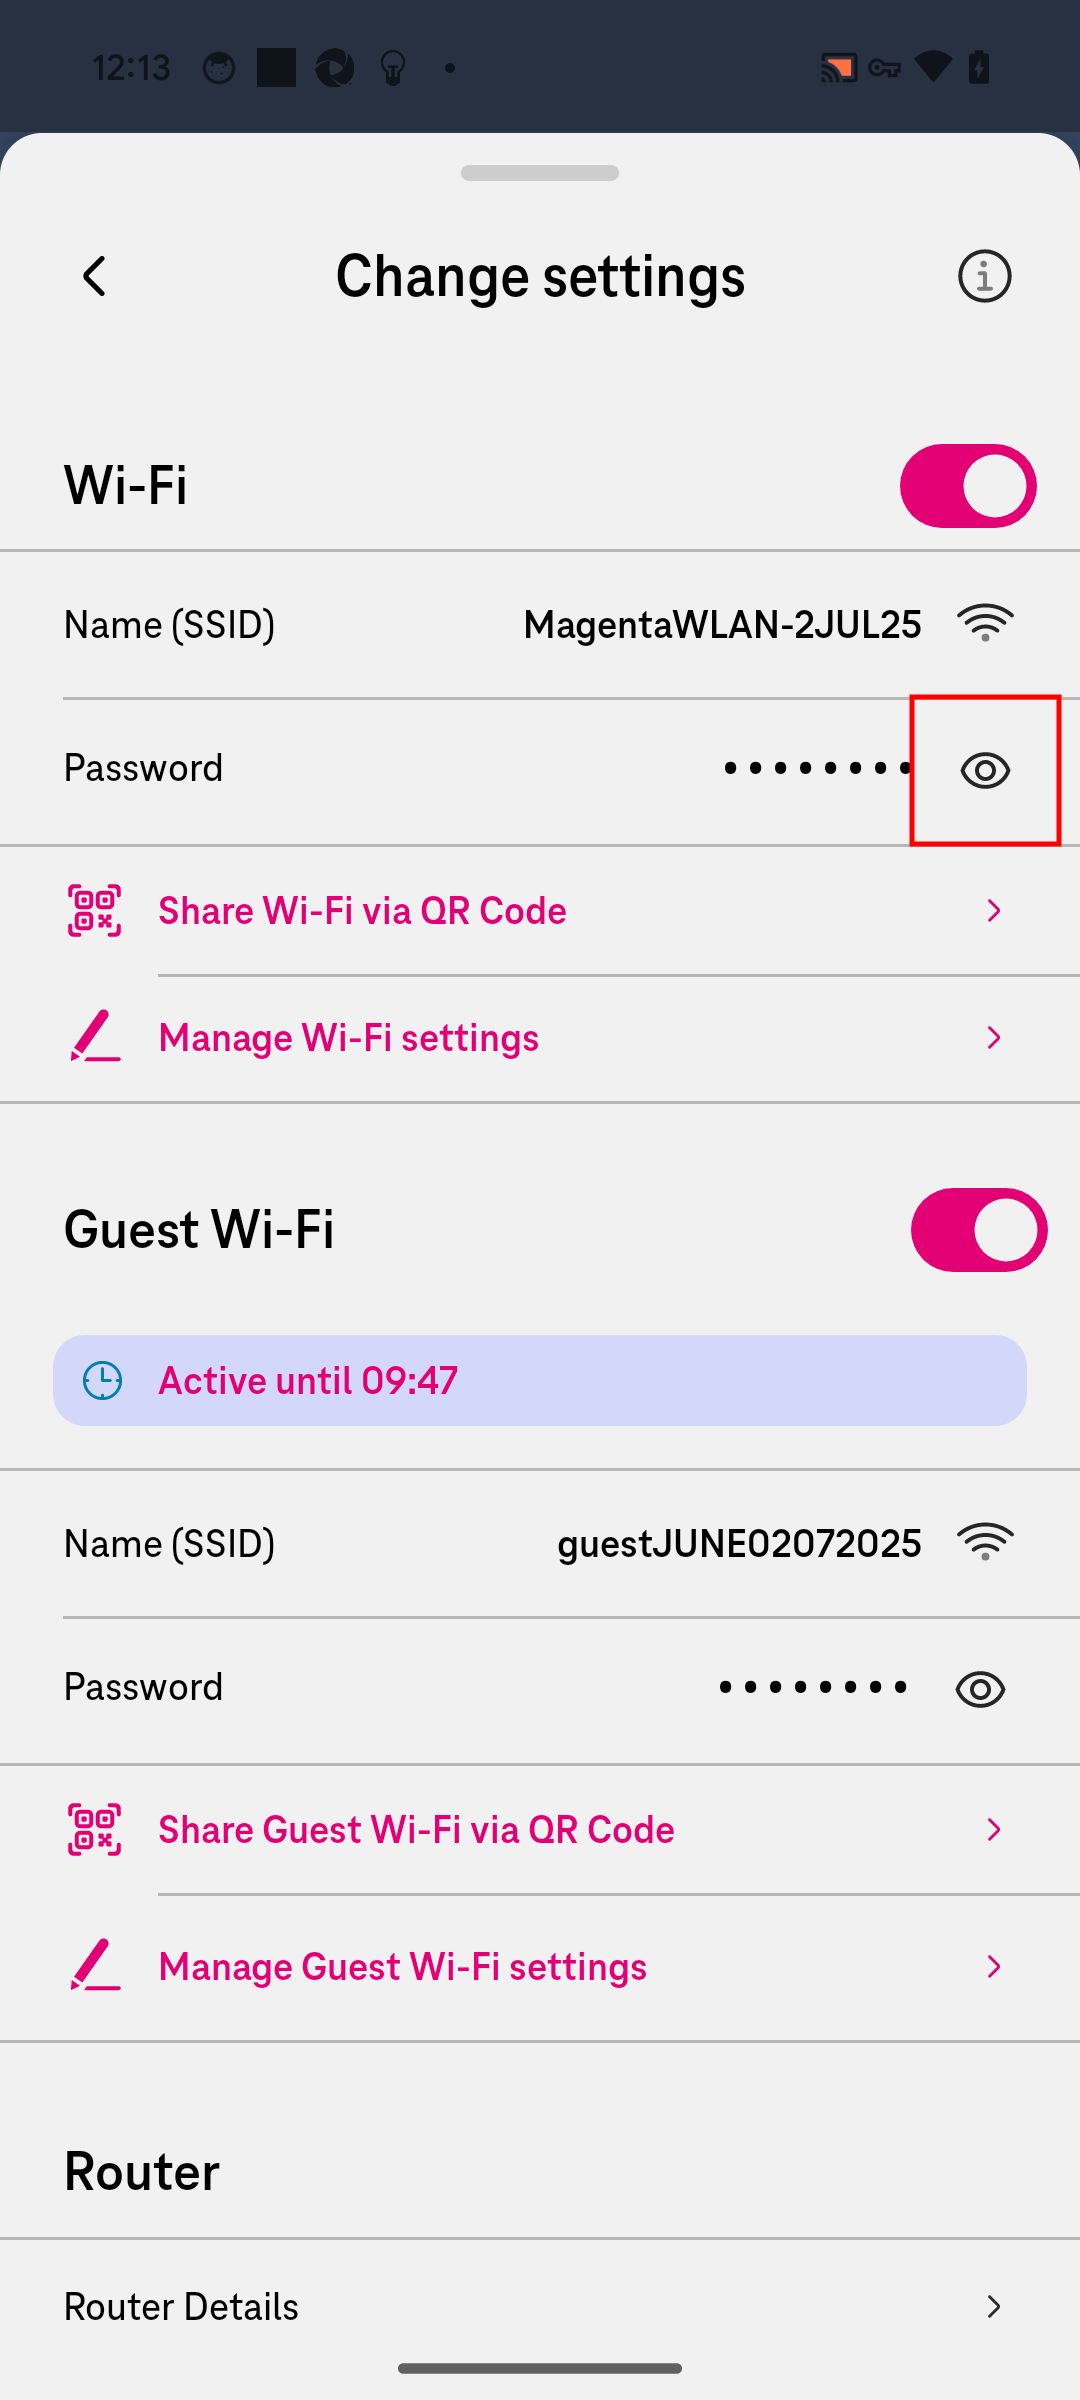 12:13
Change settings
Wi-Fi
Name (SSID) MagentaWLAN-2JUL25
Password ••••••••
Share Wi-Fi via QR Code
Manage Wi-Fi settings
Guest Wi-Fi
Active until 09:47
Name (SSID) guestJUNE02072025
Password ••••••••
Share Guest Wi-Fi via QR Code
Manage Guest Wi-Fi settings
Router
Router Details